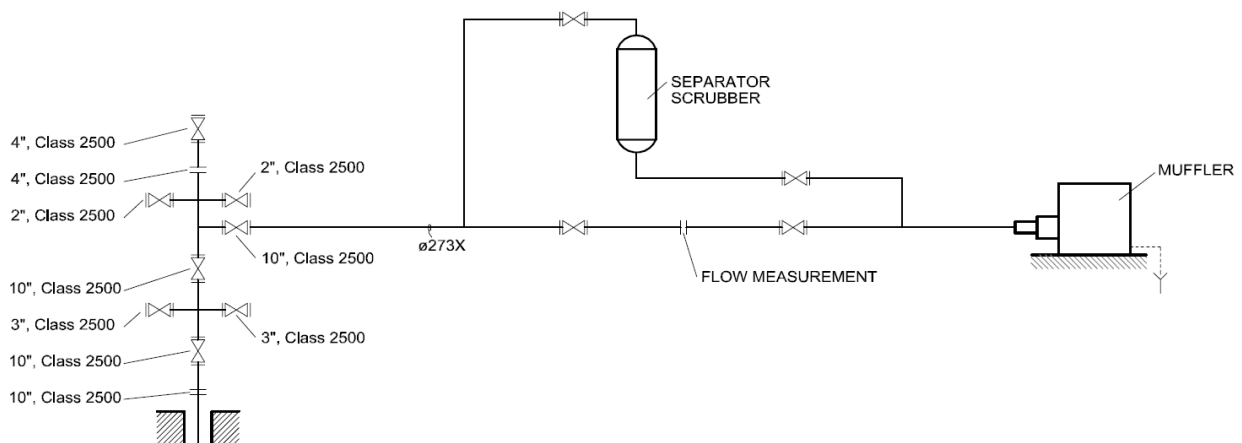 SEPARATOR
SCRUBBER
4", Class 2500
4", Class 2500
2", Class 2500
2", Class 2500
MUFFLER
ø273X
10", Class 2500
FLOW MEASUREMENT
10", Class 2500
3", Class 2500
3", Class 2500
10", Class 2500
10", Class 2500